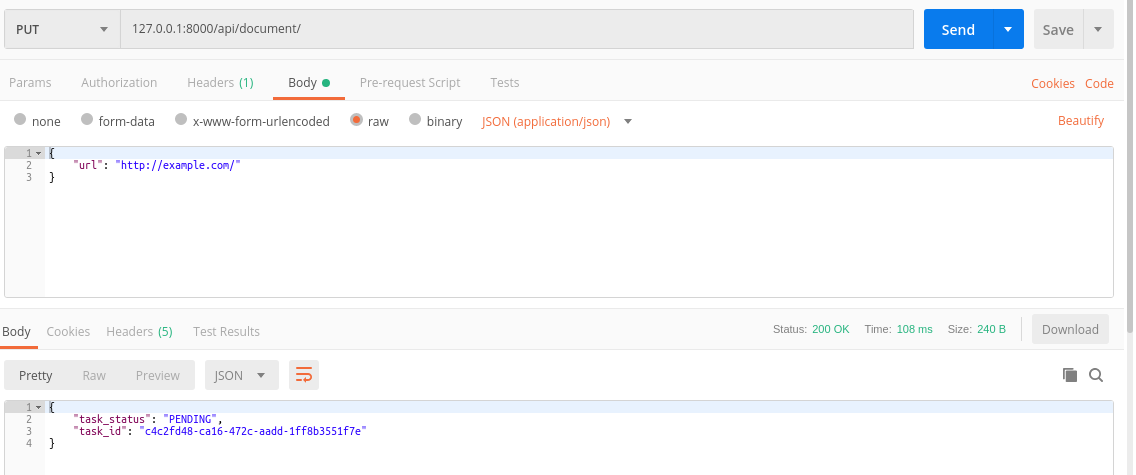 PUT 127.0.0.1:8000/api/document/ Send Save
Params Authorization Headers (1) Body Pre-request Script Tests Cookies Code
none form-data x-www-form-urlencoded raw binary JSON (application/json) Beautify
1 {
2 "url": "http://example.com/"
3 }
Body Cookies Headers (5) Test Results Status: 200 OK Time: 108 ms Size: 240 B Download
Pretty Raw Preview JSON
1 {
2 "task_status": "PENDING",
3 "task_id": "c4c2fd48-ca16-472c-aadd-1ff8b3551f7e"
4 }